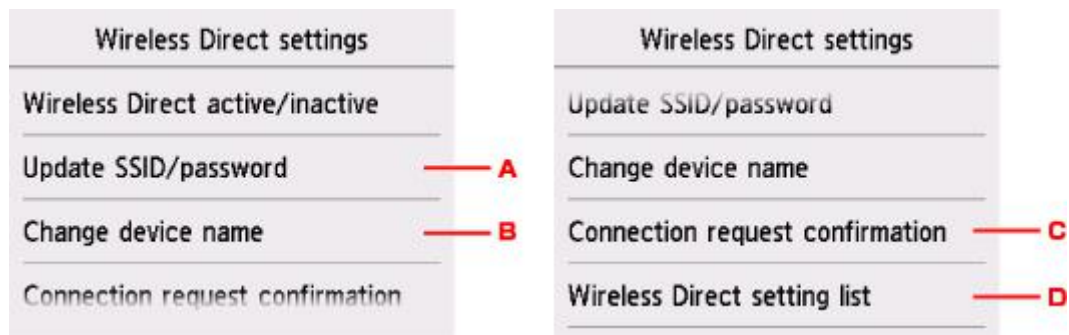 Wireless Direct settings
Wireless Direct active/inactive
Update SSID/password
A
Change device name
B
Connection request confirmation
Wireless Direct settings
Update SSID/password
Change device name
Connection request confirmation
C
Wireless Direct setting list
D